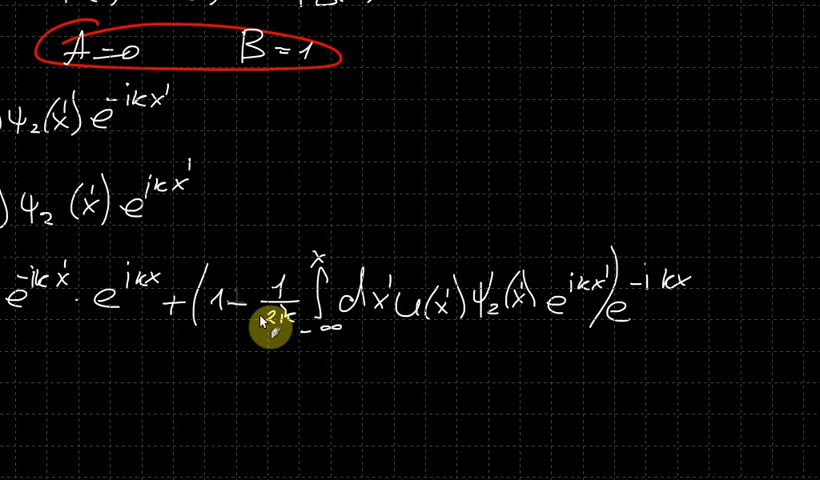 A=0 B=1
ψ₂(x') e^{-ikx'}
) ψ₂ (x') e^{ikx'}
e^{-ikx'} · e^{ikx} + (1 - 1/2ik ∫_{-∞}^{x} dx' u(x') ψ₂(x') e^{ikx'}) e^{-ikx}